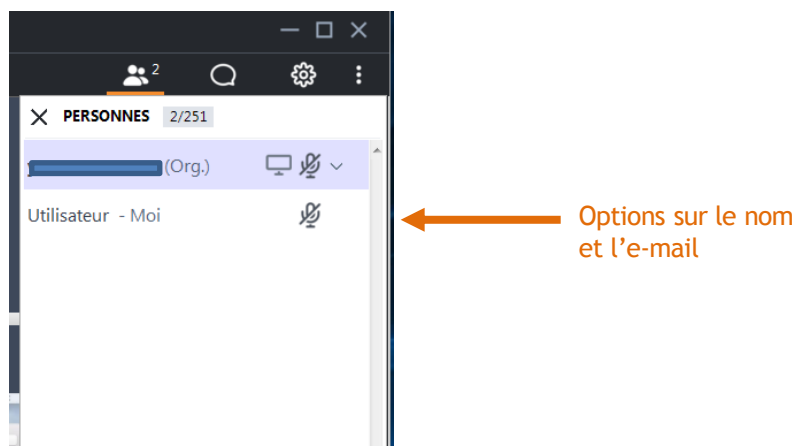 2
PERSONNES 2/251
(Org.)
Utilisateur - Moi
Options sur le nom
et l'e-mail